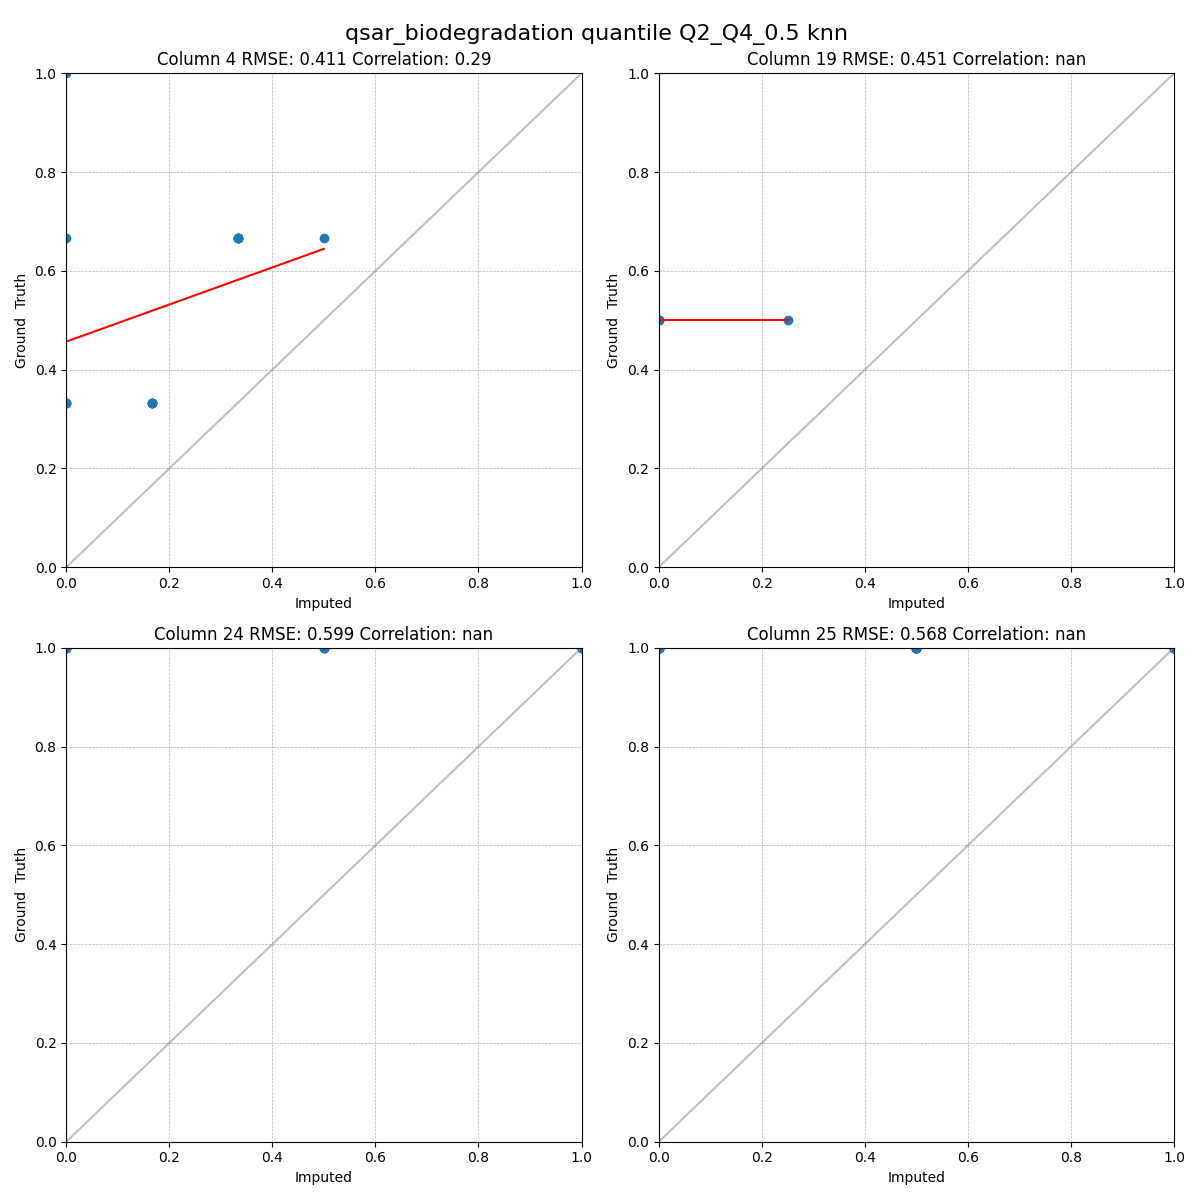 qsar_biodegradation quantile Q2_Q4_0.5 knn
Column 4 RMSE: 0.411 Correlation: 0.29
1.0
0.8
0.6
0.4
0.2
0.0
Ground Truth
0.0 0.2 0.4 0.6 0.8 1.0
Imputed
Column 19 RMSE: 0.451 Correlation: nan
1.0
0.8
0.6
0.4
0.2
0.0
Ground Truth
0.0 0.2 0.4 0.6 0.8 1.0
Imputed
Column 24 RMSE: 0.599 Correlation: nan
1.0
0.8
0.6
0.4
0.2
0.0
Ground Truth
0.0 0.2 0.4 0.6 0.8 1.0
Imputed
Column 25 RMSE: 0.568 Correlation: nan
1.0
0.8
0.6
0.4
0.2
0.0
Ground Truth
0.0 0.2 0.4 0.6 0.8 1.0
Imputed